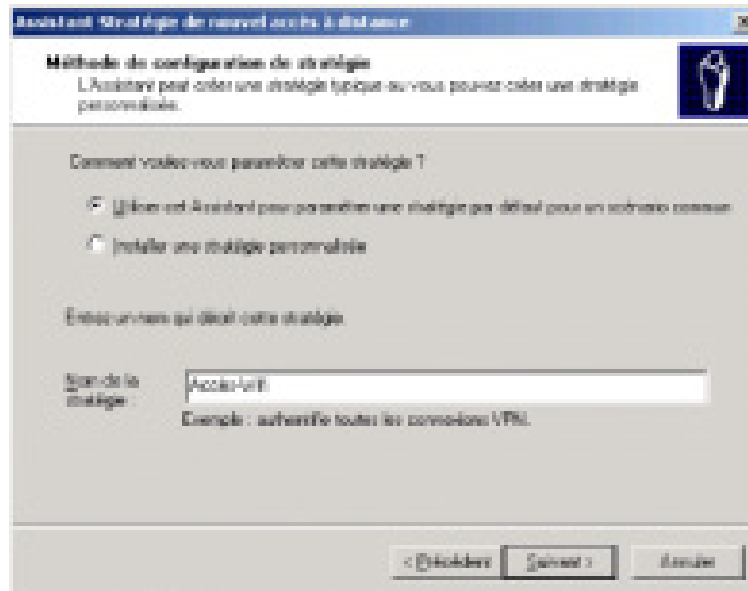 Assistant Stratégie de nouvel accès à distance
Méthode de configuration de stratégie
L'Assistant peut créer une stratégie typique ou vous pouvez créer une stratégie
personnalisée.
Comment voulez-vous paramétrer cette stratégie ?
Utiliser cet Assistant pour paramétrer une stratégie par défaut pour un scénario commun
Installer une stratégie personnalisée
Entrez un nom qui décrit cette stratégie.
Nom de la
stratégie :
Accès-Wifi
Exemple : authentifie toutes les connexions VPN.
< Précédent
Suivant >
Annuler